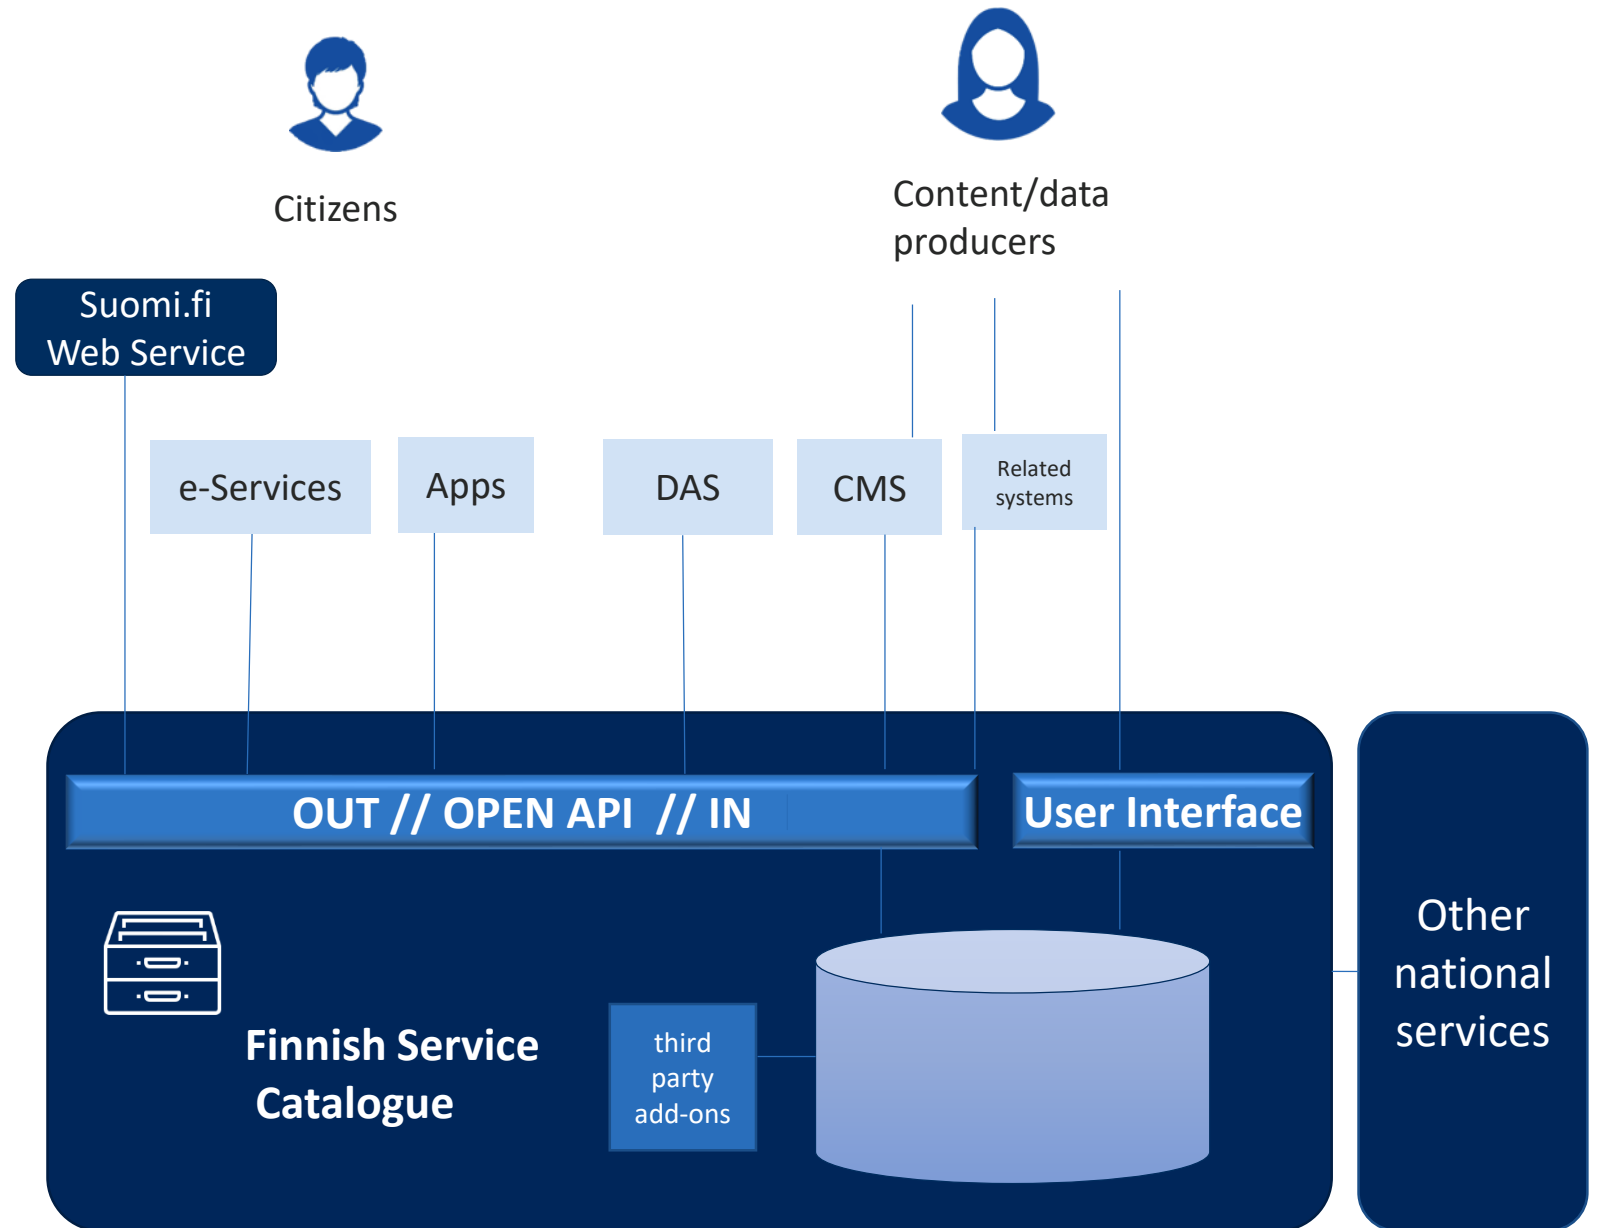 Citizens
Content/data
producers
Suomi.fi
Web Service
e-Services
Apps
DAS
CMS
Related
systems
OUT // OPEN API // IN
User Interface
Finnish Service
Catalogue
third
party
add-ons
Other
national
services